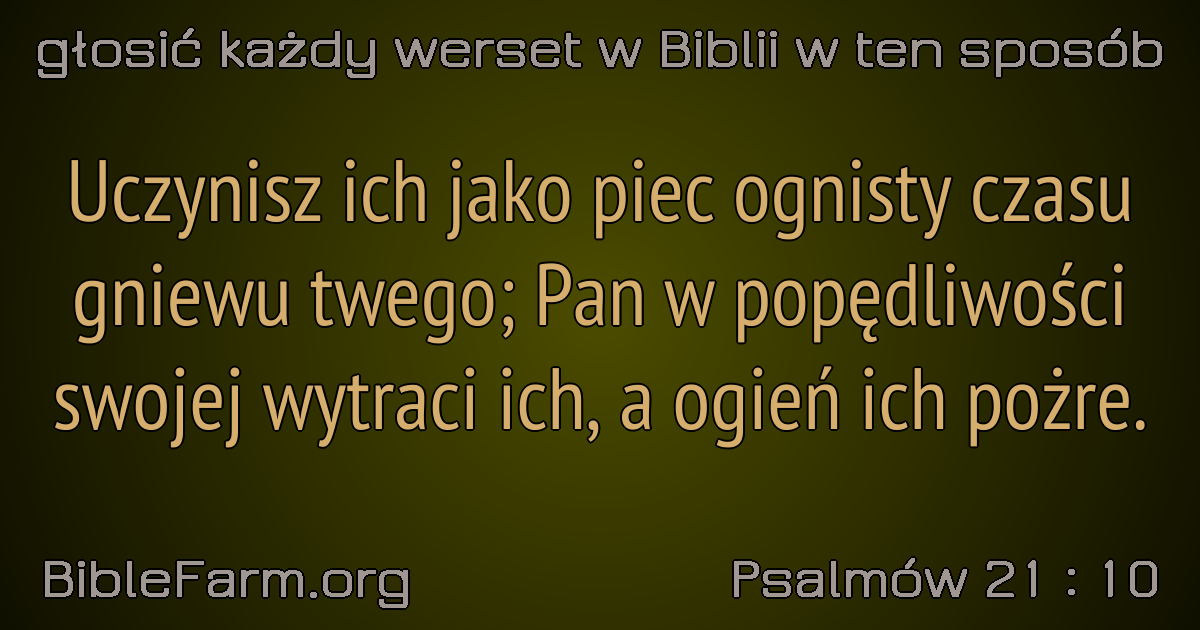 głosić każdy werset w Biblii w ten sposób
Uczynisz ich jako piec ognisty czasu
gniewu twego; Pan w popędliwości
swojej wytraci ich, a ogień ich pożre.
BibleFarm.org
Psalmów 21 : 10